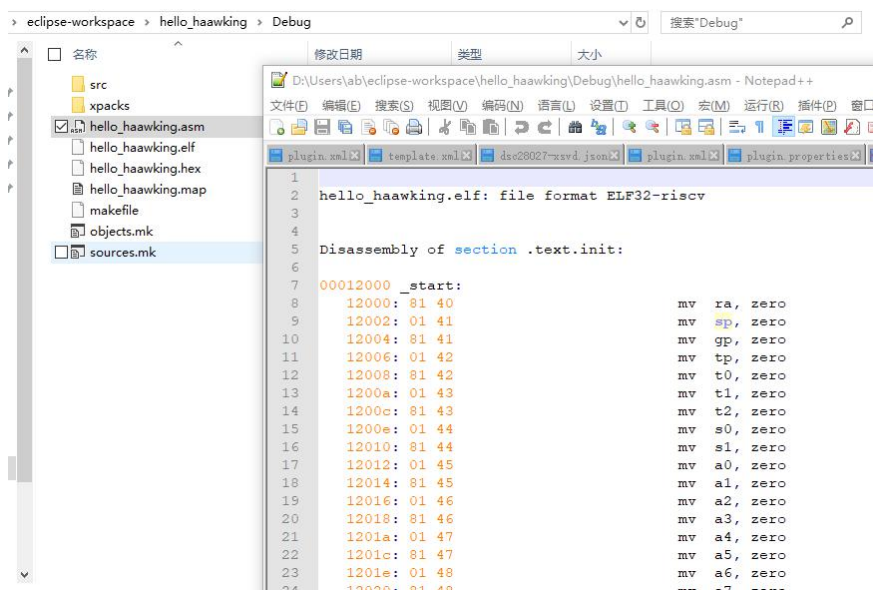 › eclipse-workspace › hello_haawking › Debug
搜索"Debug"
名称 修改日期 类型 大小
src
xpacks
hello_haawking.asm
hello_haawking.elf
hello_haawking.hex
hello_haawking.map
makefile
objects.mk
sources.mk
D:\Users\ab\eclipse-workspace\hello_haawking\Debug\hello_haawking.asm - Notepad++
文件(F) 编辑(E) 搜索(S) 视图(V) 编码(N) 语言(L) 设置(T) 工具(O) 宏(M) 运行(R) 插件(P) 窗口
plugin.xml template.xml dsc28027-xsvd.json plugin.xml plugin.properties
1
2 hello_haawking.elf: file format ELF32-riscv
3
4
5 Disassembly of section .text.init:
6
7 00012000 _start:
8 12000: 81 40 mv ra, zero
9 12002: 01 41 mv sp, zero
10 12004: 81 41 mv gp, zero
11 12006: 01 42 mv tp, zero
12 12008: 81 42 mv t0, zero
13 1200a: 01 43 mv t1, zero
14 1200c: 81 43 mv t2, zero
15 1200e: 01 44 mv s0, zero
16 12010: 81 44 mv s1, zero
17 12012: 01 45 mv a0, zero
18 12014: 81 45 mv a1, zero
19 12016: 01 46 mv a2, zero
20 12018: 81 46 mv a3, zero
21 1201a: 01 47 mv a4, zero
22 1201c: 81 47 mv a5, zero
23 1201e: 01 48 mv a6, zero